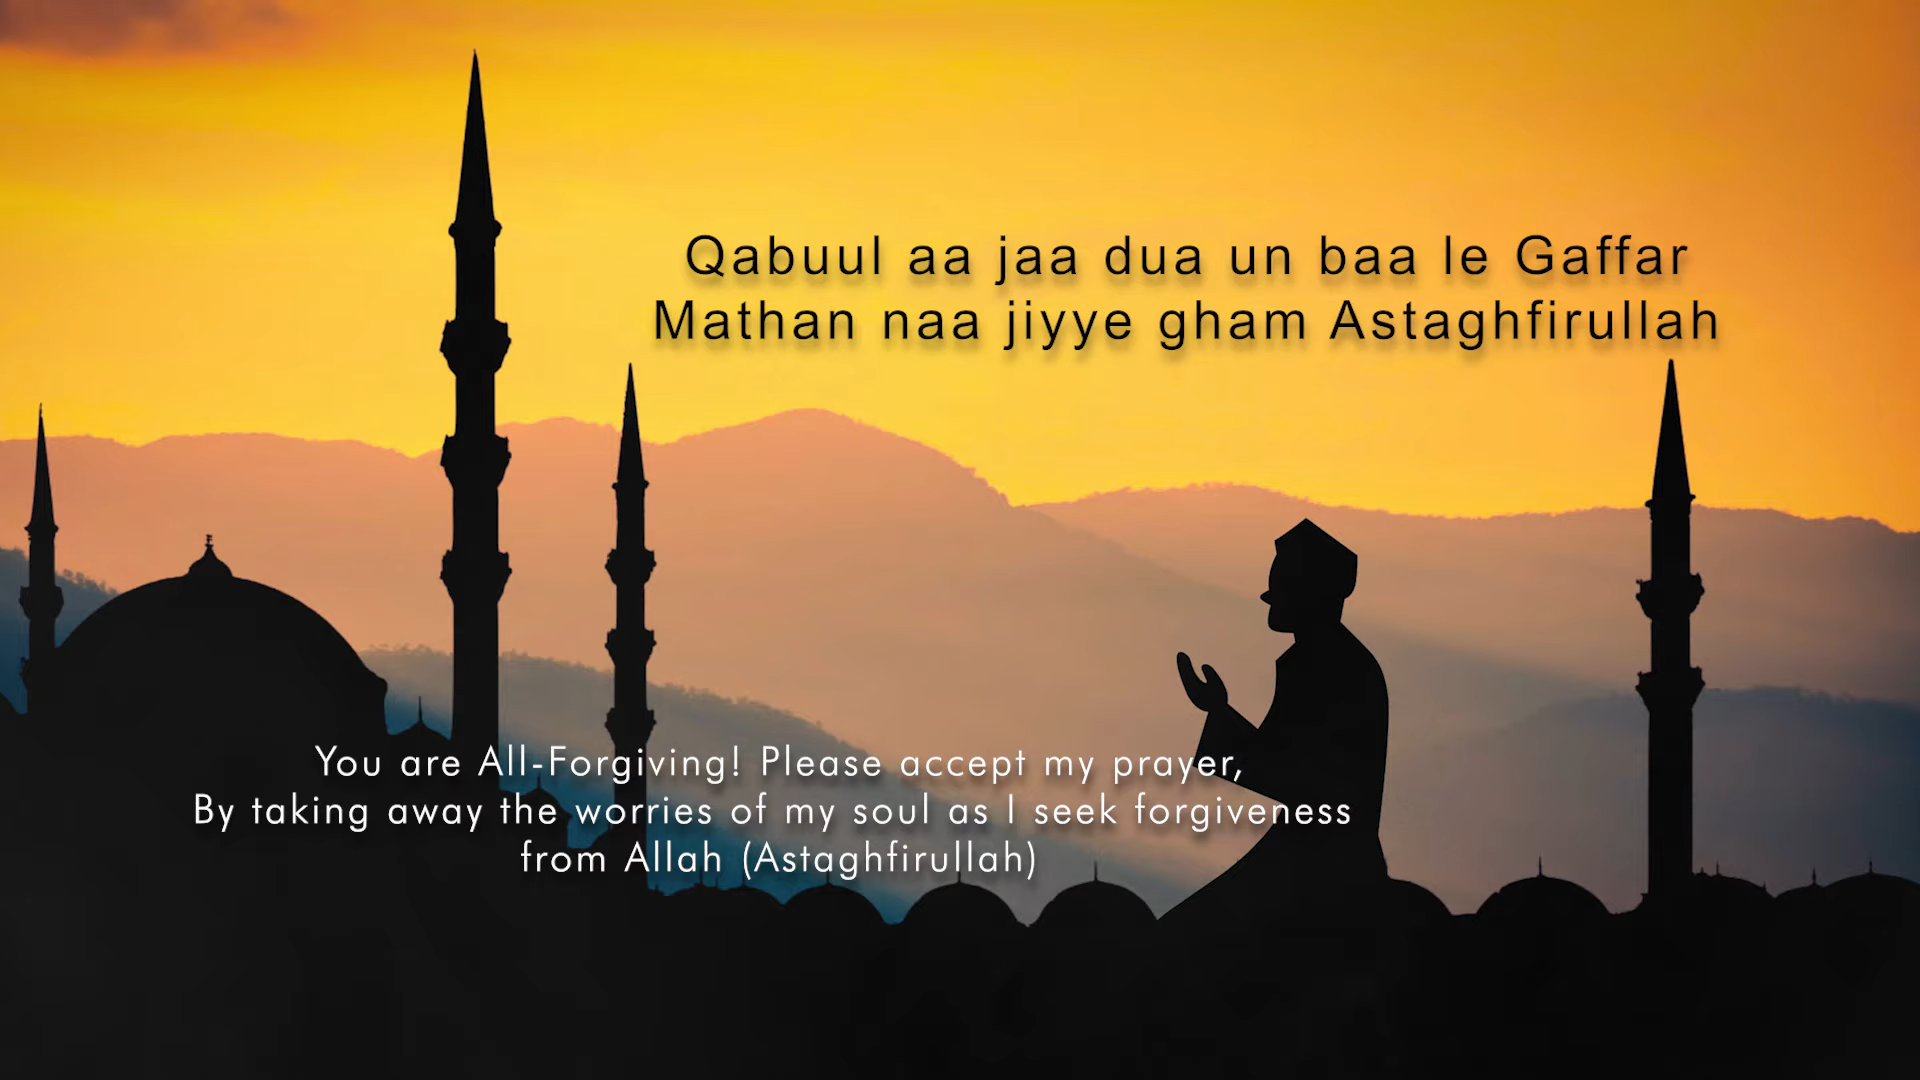 Qabuul aa jaa dua un baa le Gaffar
Mathan naa jiyye gham Astaghfirullah
You are All-Forgiving! Please accept my prayer,
By taking away the worries of my soul as I seek forgiveness
from Allah (Astaghfirullah)